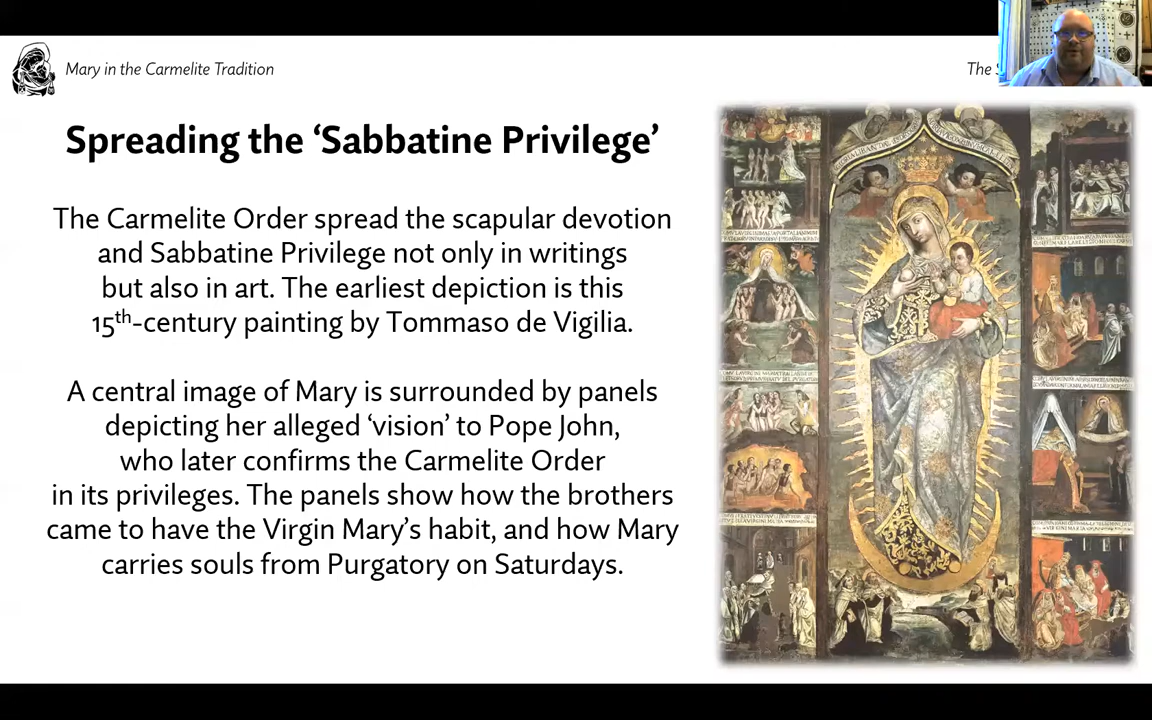 Mary in the Carmelite Tradition
The
Spreading the ‘Sabbatine Privilege’
The Carmelite Order spread the scapular devotion
and Sabbatine Privilege not only in writings
but also in art. The earliest depiction is this
15th-century painting by Tommaso de Vigilia.
A central image of Mary is surrounded by panels
depicting her alleged ‘vision’ to Pope John,
who later confirms the Carmelite Order
in its privileges. The panels show how the brothers
came to have the Virgin Mary’s habit, and how Mary
carries souls from Purgatory on Saturdays.